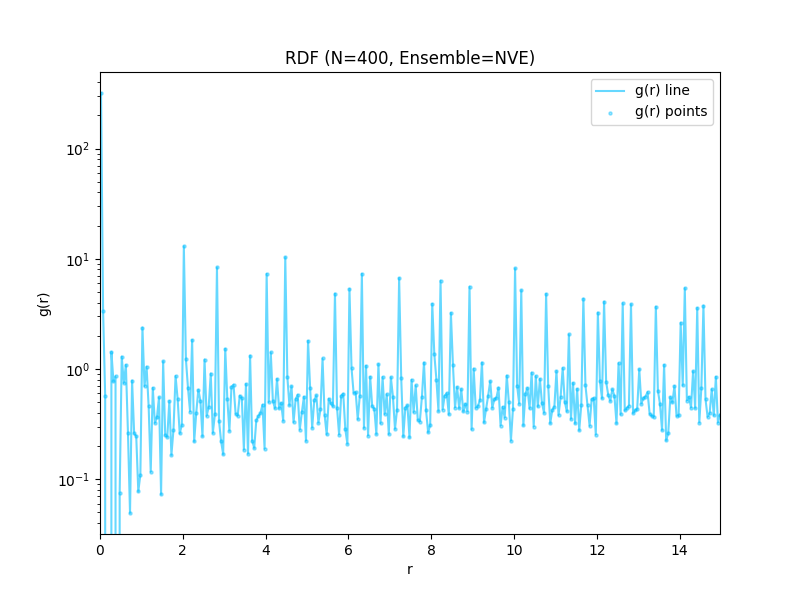 RDF (N=400, Ensemble=NVE)
g(r) line
g(r) points
g(r)
10²
10¹
10⁰
10⁻¹
0 2 4 6 8 10 12 14
r